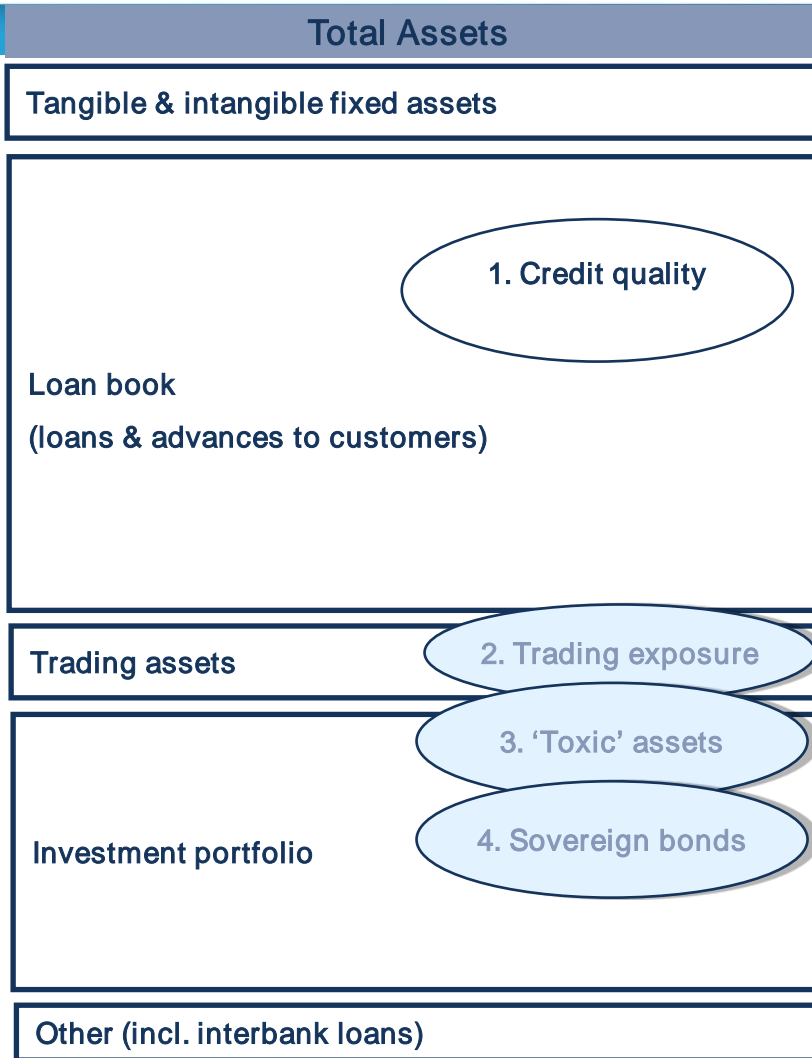 Total Assets
Tangible & intangible fixed assets
1. Credit quality
Loan book
(loans & advances to customers)
Trading assets
2. Trading exposure
3. ‘Toxic’ assets
4. Sovereign bonds
Investment portfolio
Other (incl. interbank loans)